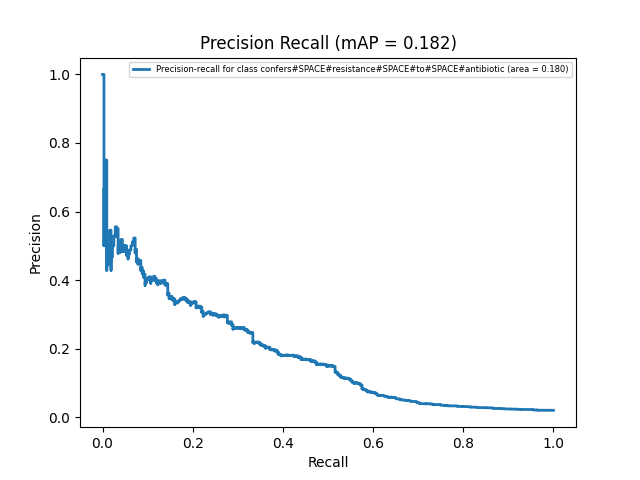 Precision Recall (mAP = 0.182)
Precision-recall for class confers#SPACE#resistance#SPACE#to#SPACE#antibiotic (area = 0.180)
1.0
0.8
0.6
0.4
0.2
0.0
Precision
0.0 0.2 0.4 0.6 0.8 1.0
Recall